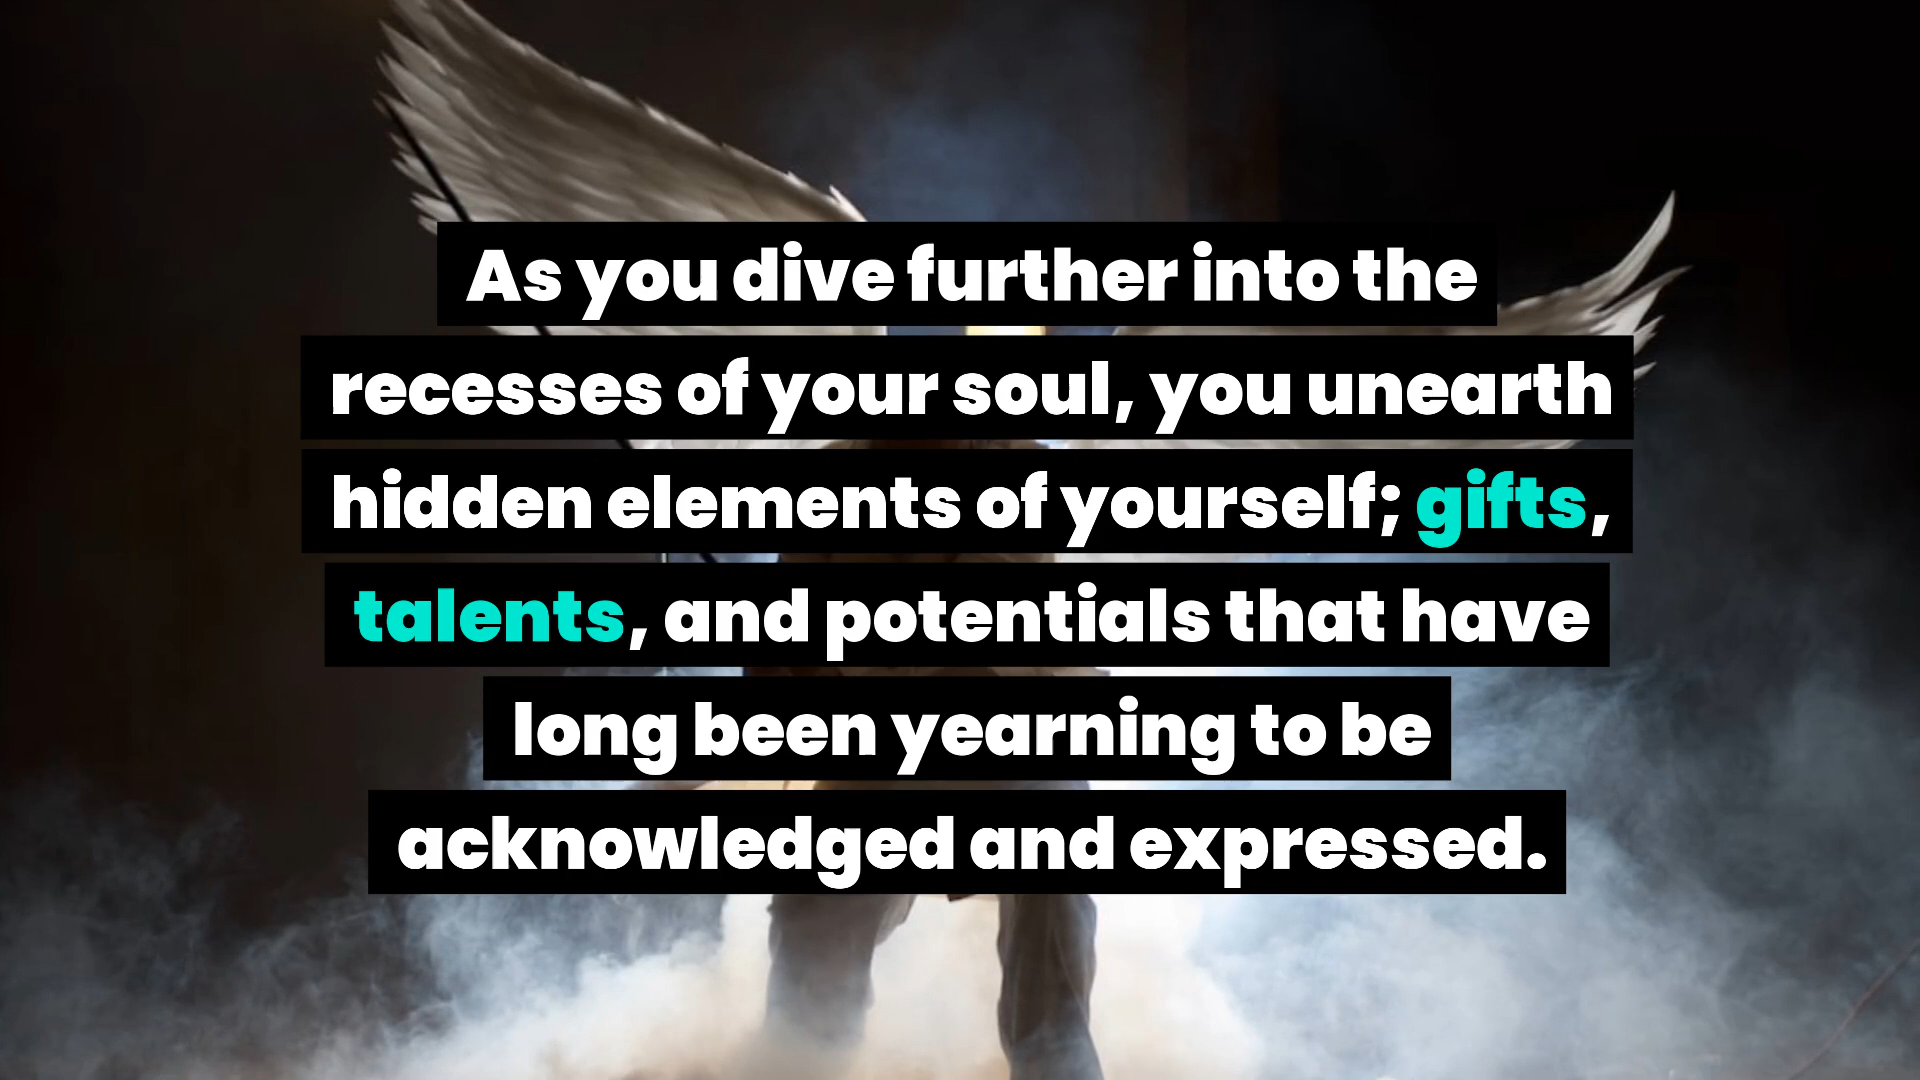 As you dive further into the
recesses of your soul, you unearth
hidden elements of yourself; gifts,
talents, and potentials that have
long been yearning to be
acknowledged and expressed.